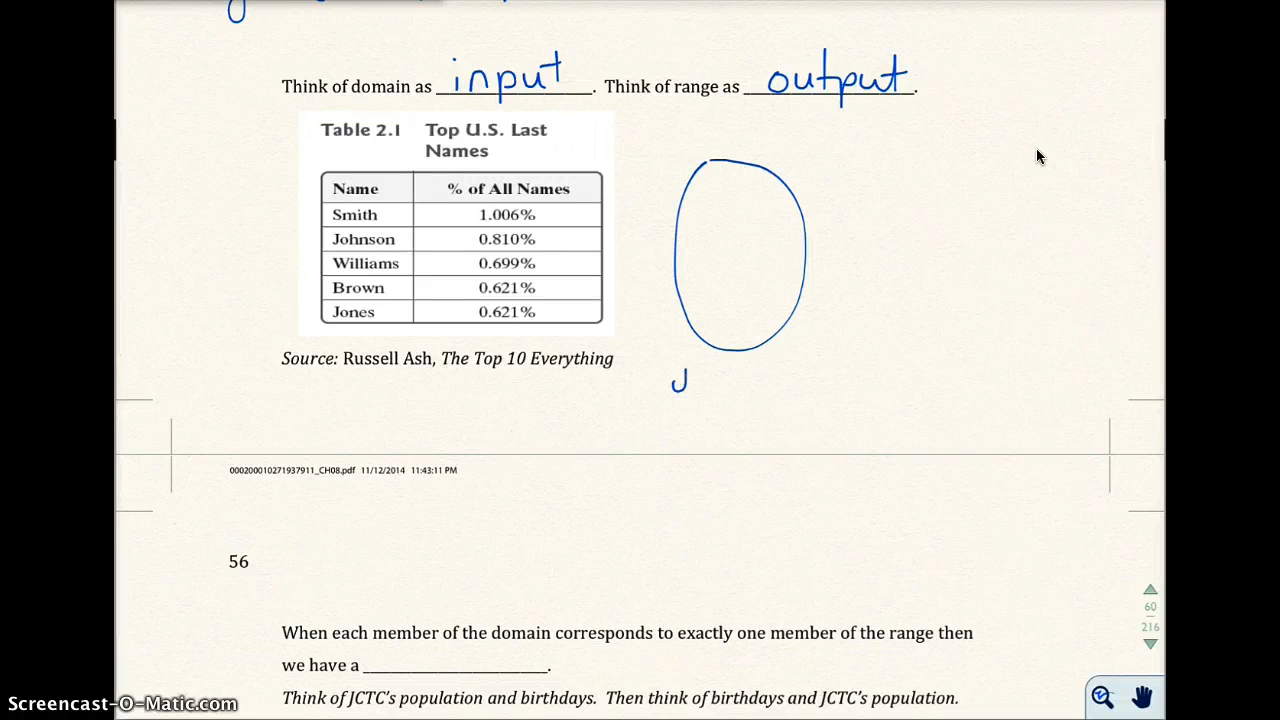 Think of domain as input. Think of range as output.
Table 2.1 Top U.S. Last
Names
Name % of All Names
Smith 1.006%
Johnson 0.810%
Williams 0.699%
Brown 0.621%
Jones 0.621%
Source: Russell Ash, The Top 10 Everything
J
000200010271937911_CH08.pdf 11/12/2014 11:43:11 PM
56
60
216
When each member of the domain corresponds to exactly one member of the range then
we have a ____________________.
Think of JCTC's population and birthdays. Then think of birthdays and JCTC's population.
Screencast-O-Matic.com